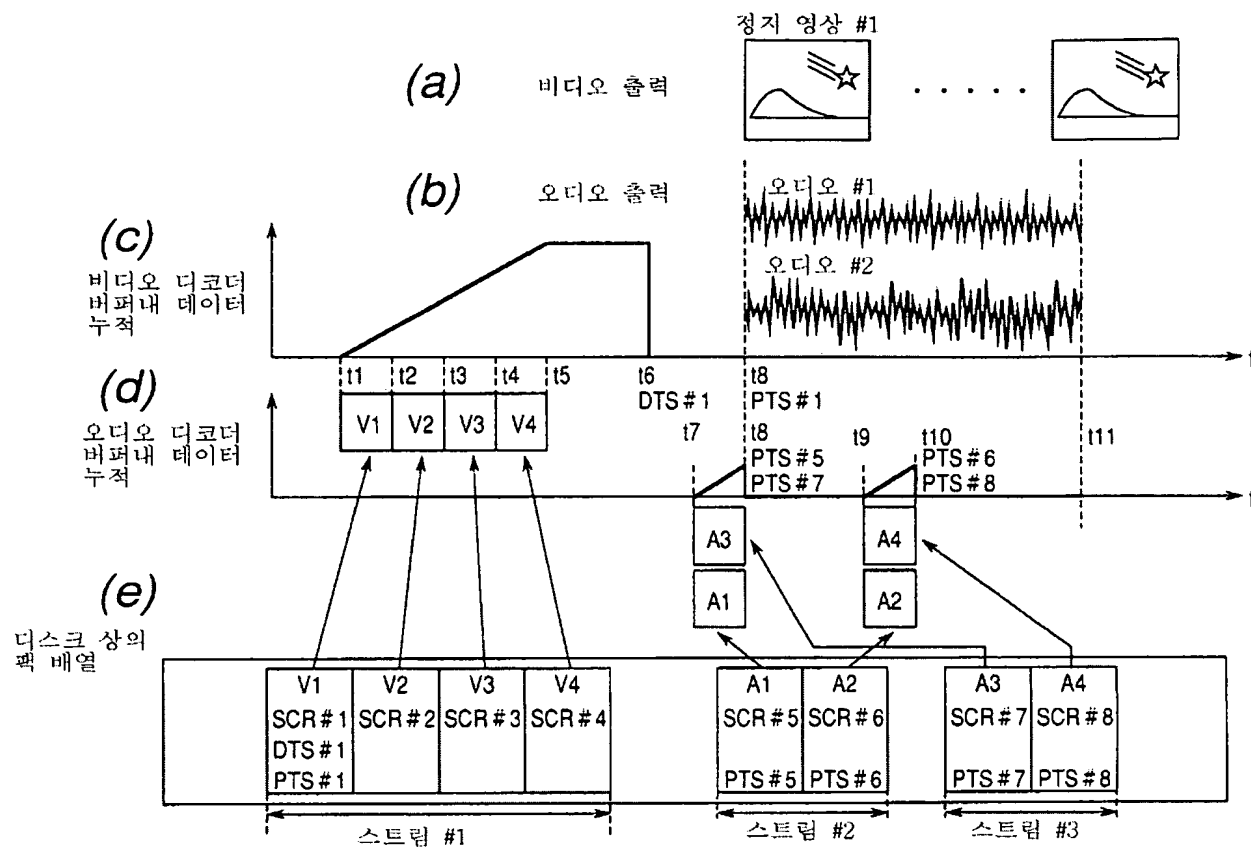 정지 영상 #1
(a)
비디오 출력
(b)
오디오 출력
오디오 #1
오디오 #2
(c)
비디오 디코더
버퍼내 데이터
누적
t
t1 t2 t3 t4 t5 t6 t8
DTS#1 PTS#1
(d)
오디오 디코더
버퍼내 데이터
누적
V1 V2 V3 V4
t7 t8 t9 t10 t11
PTS#5 PTS#6
PTS#7 PTS#8
t
A3 A4
A1 A2
(e)
디스크 상의
팩 배열
V1 V2 V3 V4 A1 A2 A3 A4
SCR#1 SCR#2 SCR#3 SCR#4 SCR#5 SCR#6 SCR#7 SCR#8
DTS#1
PTS#1 PTS#5 PTS#6 PTS#7 PTS#8
스트림 #1 스트림 #2 스트림 #3